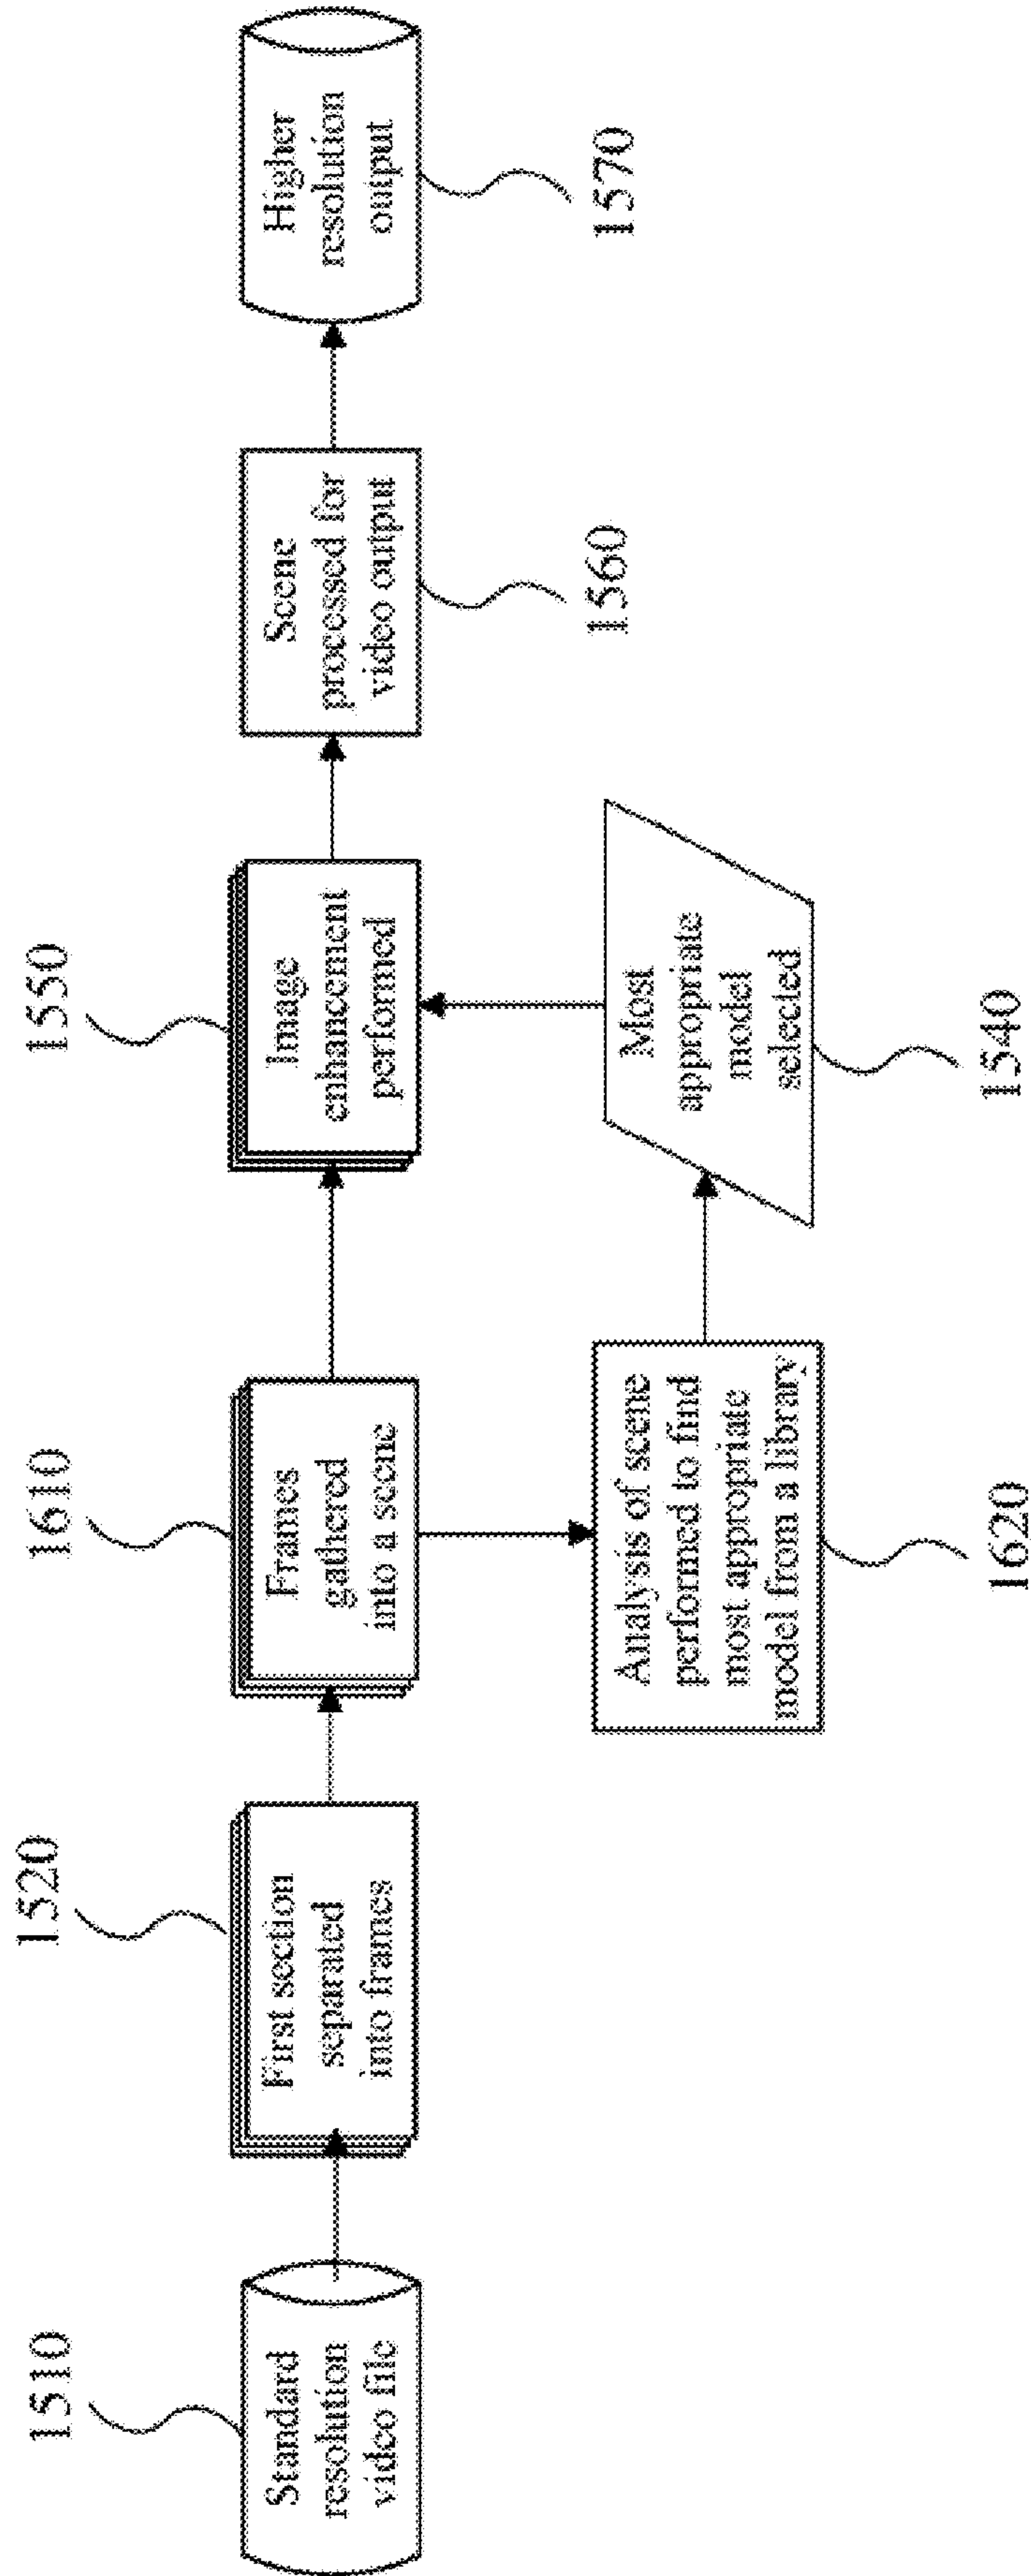 1510
Standard
resolution
video file
1520
First section
separated
into frames
1610
Frames
gathered
into a scene
1620
Analysis of scene
performed to find
most appropriate
model from a library
1540
Most
appropriate
model
selected
1550
Image
enhancement
performed
1560
Scene
processed for
video output
1570
Higher
resolution
output